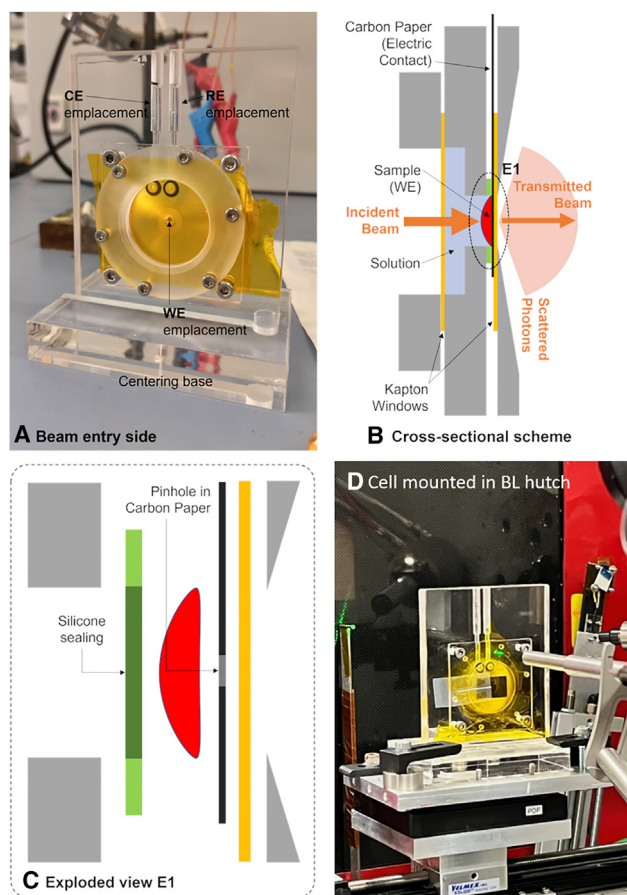 CE
emplacement
RE
emplacement
WE
emplacement
Centering base
A Beam entry side
Carbon Paper
(Electric
Contact)
E1
Sample
(WE)
Transmitted
Beam
Incident
Beam
Solution
Scattered
Photons
Kapton
Windows
B Cross-sectional scheme
Pinhole in
Carbon Paper
Silicone
sealing
C Exploded view E1
D Cell mounted in BL hutch
PDF
VELMEX INC.